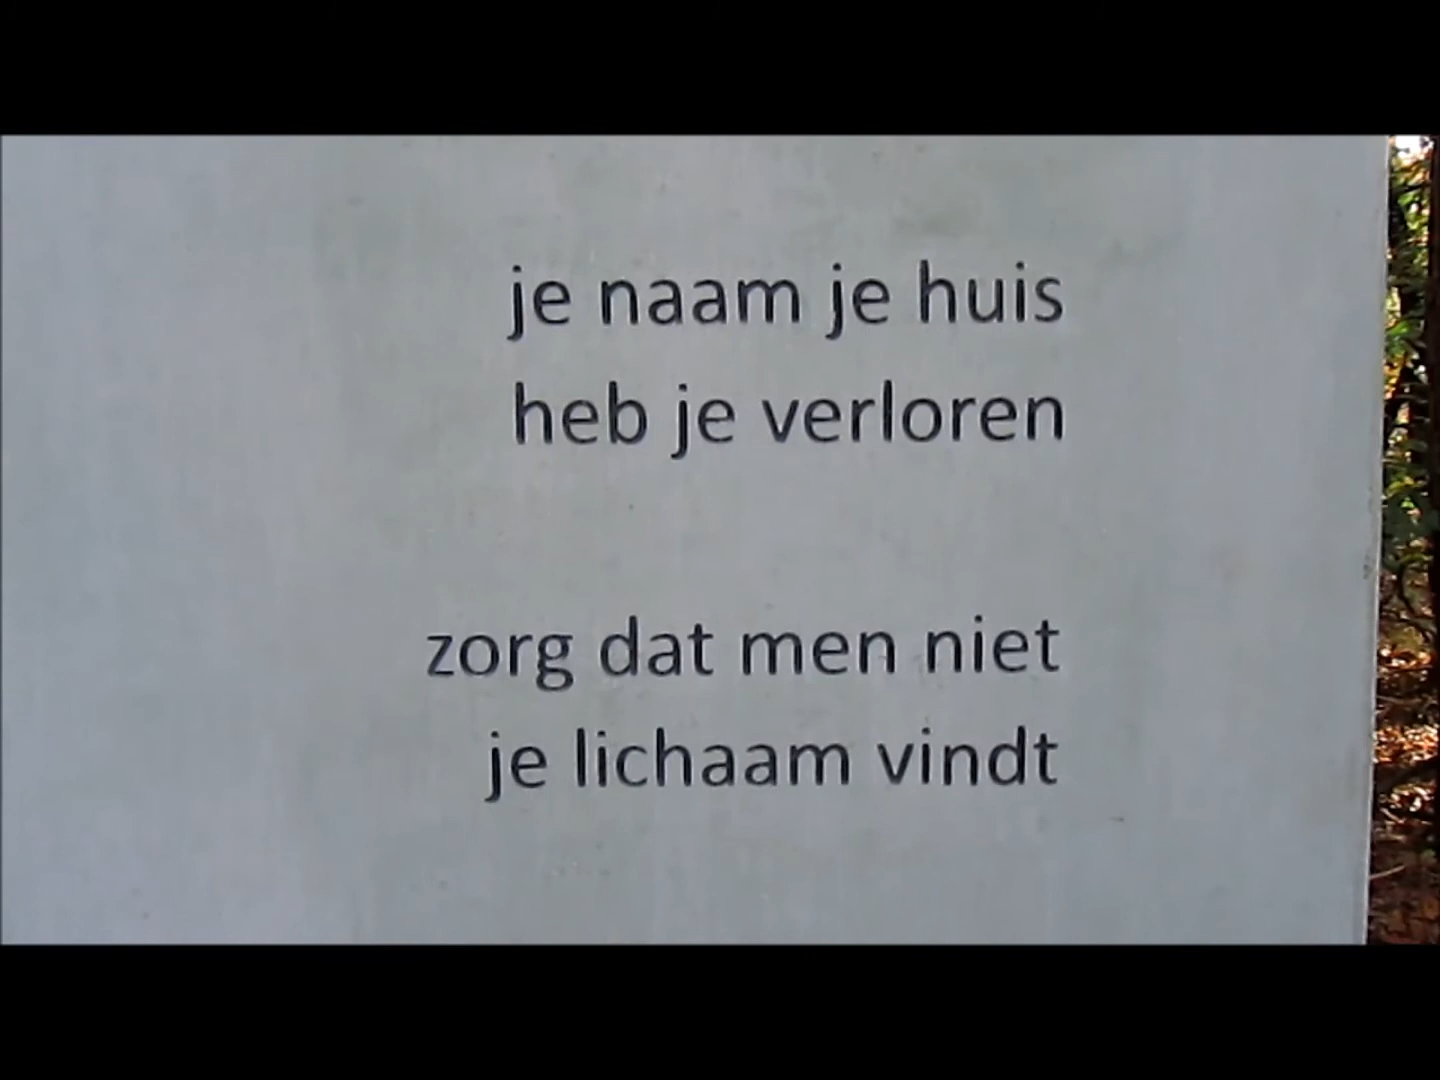 je naam je huis
heb je verloren
zorg dat men niet
je lichaam vindt